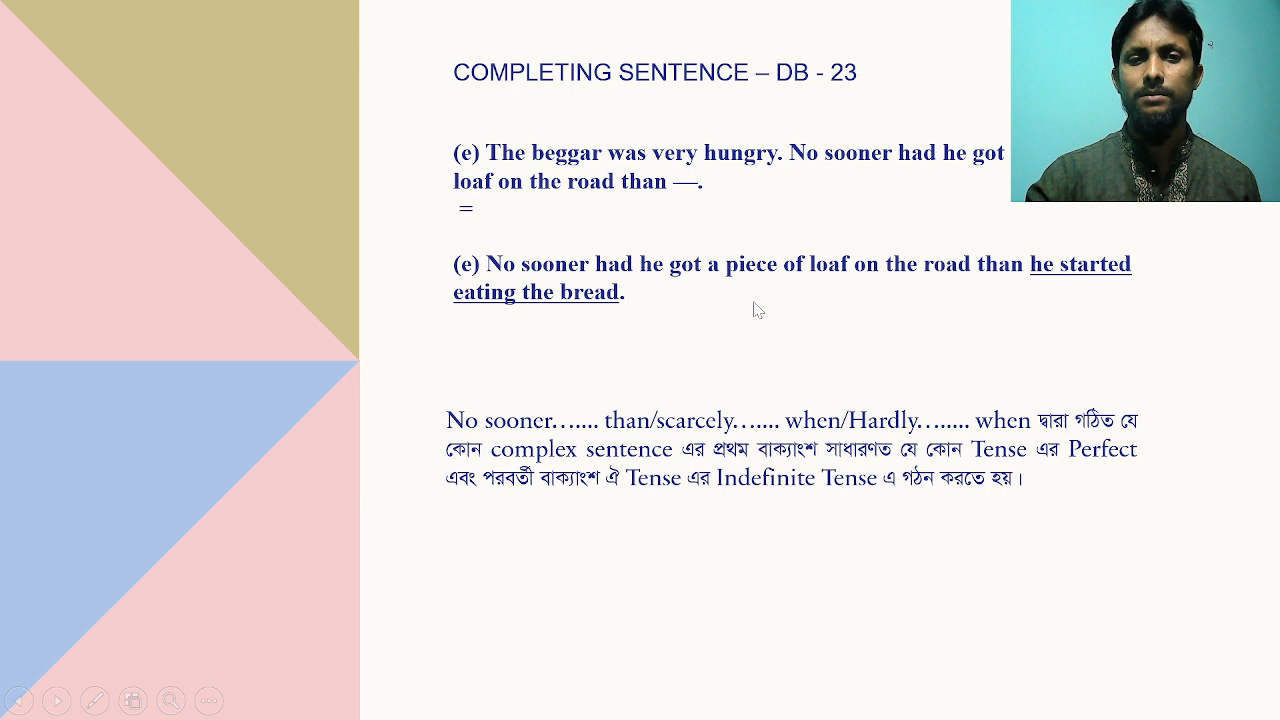 COMPLETING SENTENCE – DB - 23
(e) The beggar was very hungry. No sooner had he got
loaf on the road than —.
=
(e) No sooner had he got a piece of loaf on the road than he started
eating the bread.
No sooner….... than/scarcely….... when/Hardly…..... when দ্বারা গঠিত যে
কোন complex sentence এর প্রথম বাক্যাংশ সাধারণত যে কোন Tense এর Perfect
এবং পরবর্তী বাক্যাংশ ঐ Tense এর Indefinite Tense এ গঠন করতে হয়।